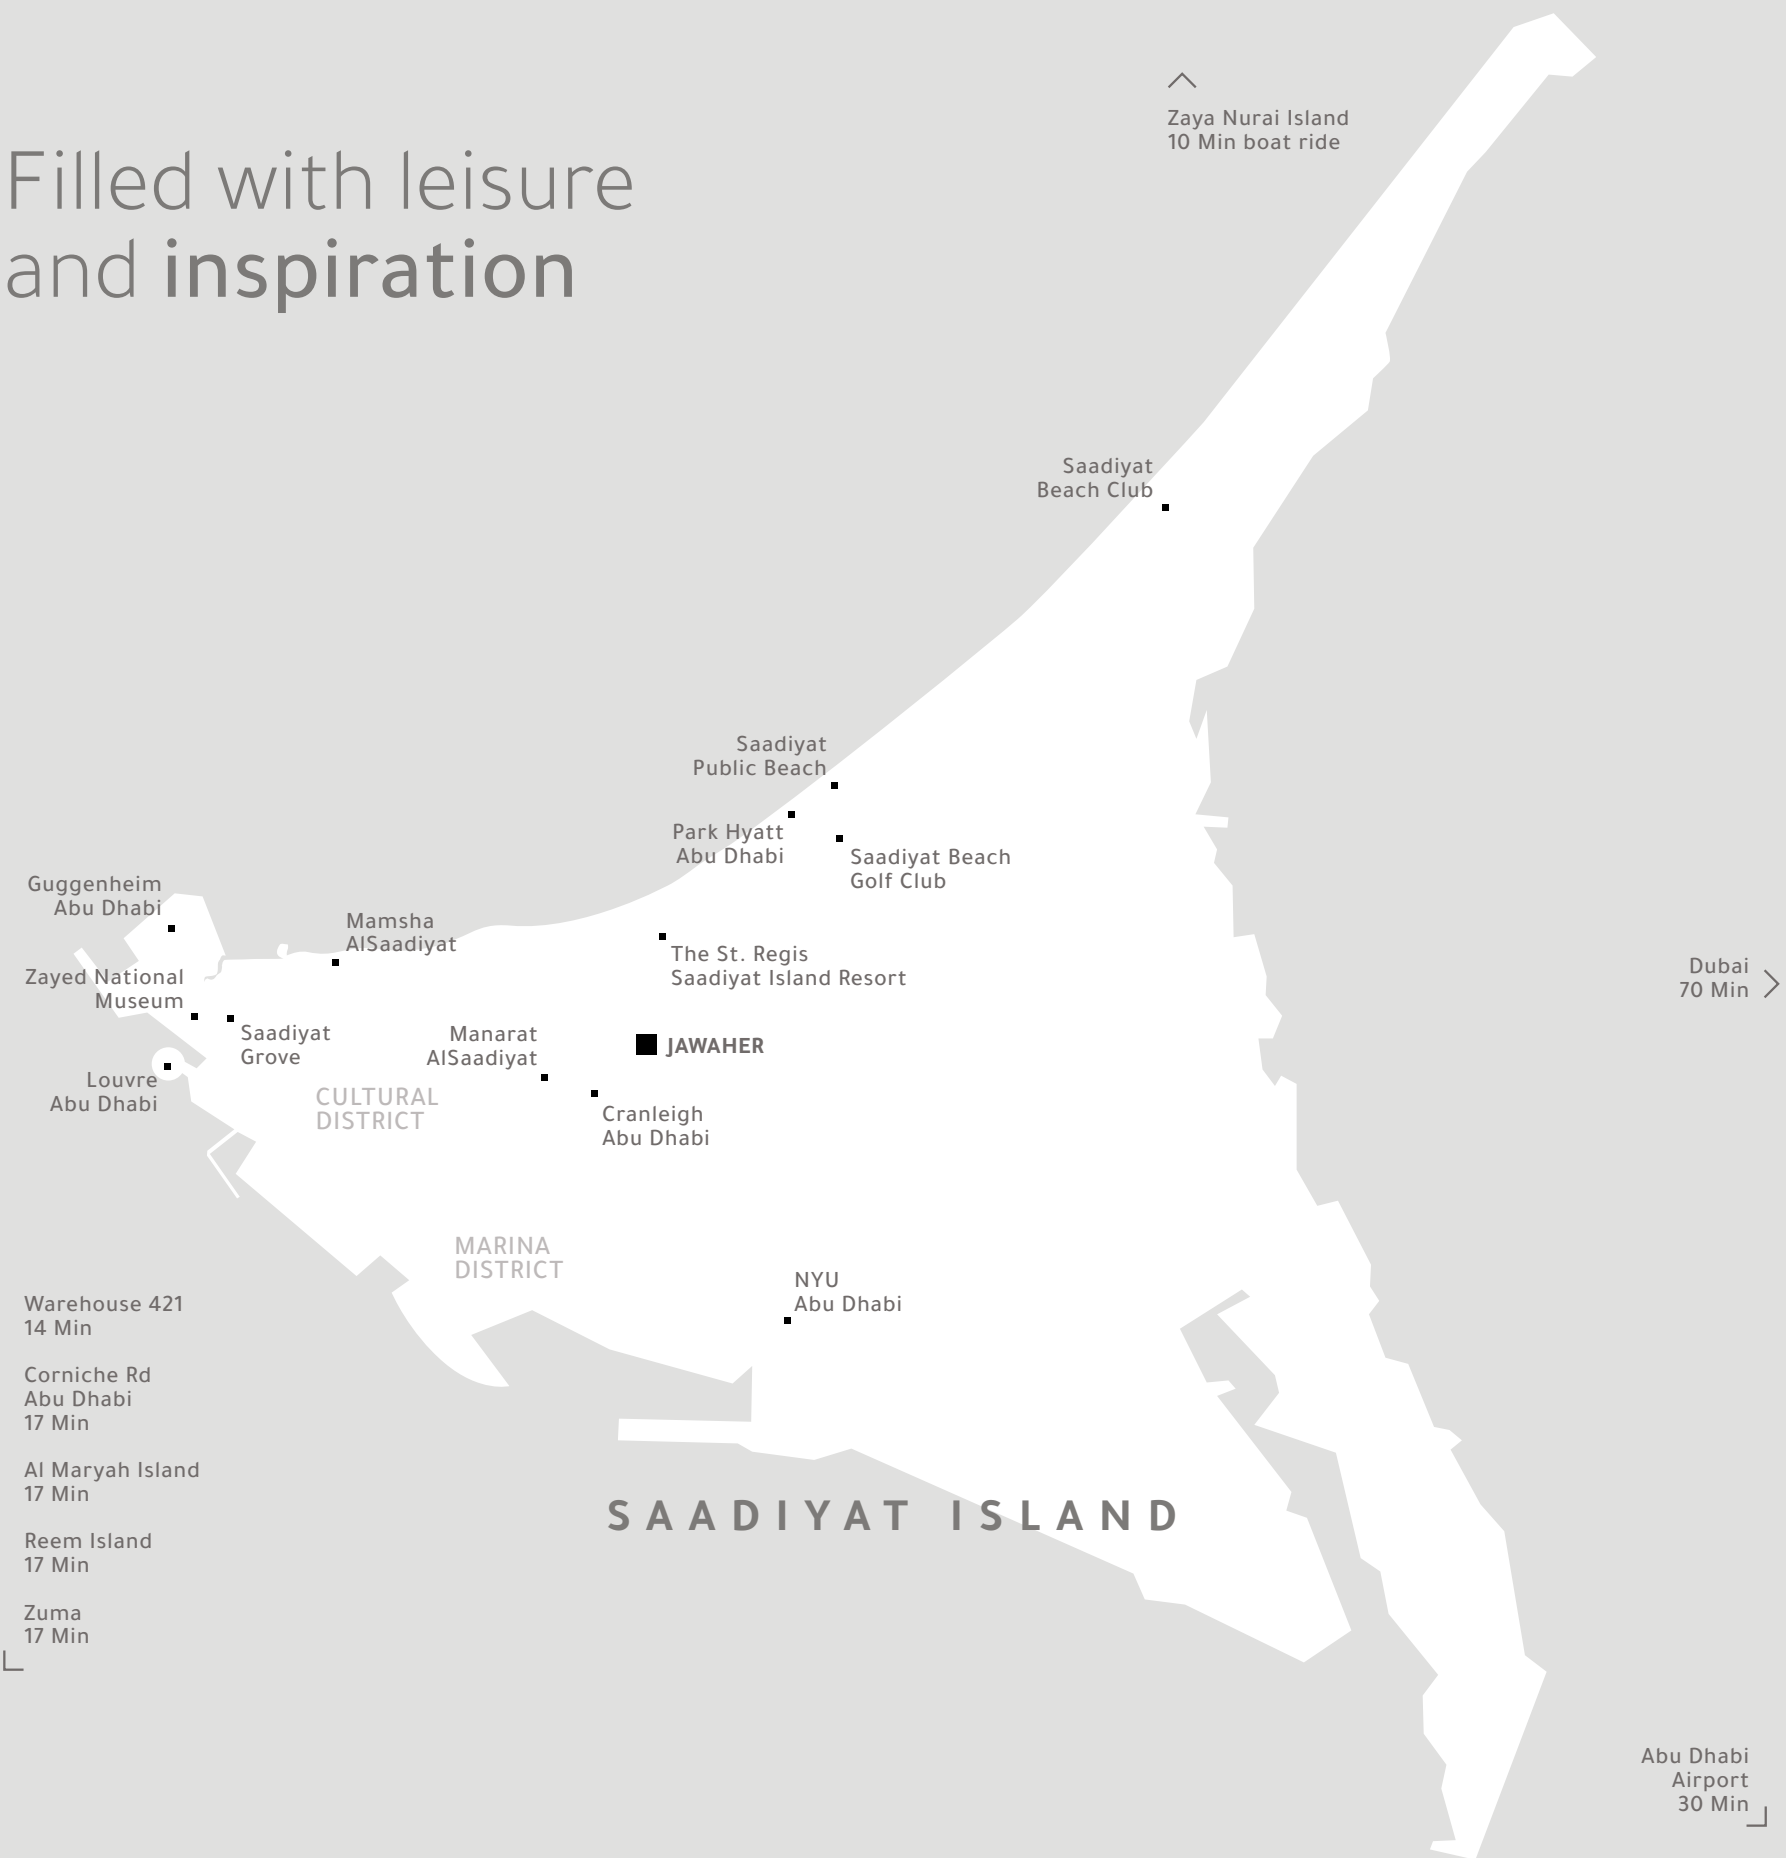 Filled with leisure
and inspiration
Zaya Nurai Island
10 Min boat ride
Saadiyat
Beach Club
Saadiyat
Public Beach
Park Hyatt
Abu Dhabi
Saadiyat Beach
Golf Club
Guggenheim
Abu Dhabi
Mamsha
AlSaadiyat
The St. Regis
Saadiyat Island Resort
Zayed National
Museum
Saadiyat
Grove
Manarat
AlSaadiyat
JAWAHER
Louvre
Abu Dhabi
CULTURAL
DISTRICT
Cranleigh
Abu Dhabi
Dubai
70 Min
MARINA
DISTRICT
NYU
Abu Dhabi
Warehouse 421
14 Min
Corniche Rd
Abu Dhabi
17 Min
Al Maryah Island
17 Min
Reem Island
17 Min
Zuma
17 Min
SAADIYAT ISLAND
Abu Dhabi
Airport
30 Min